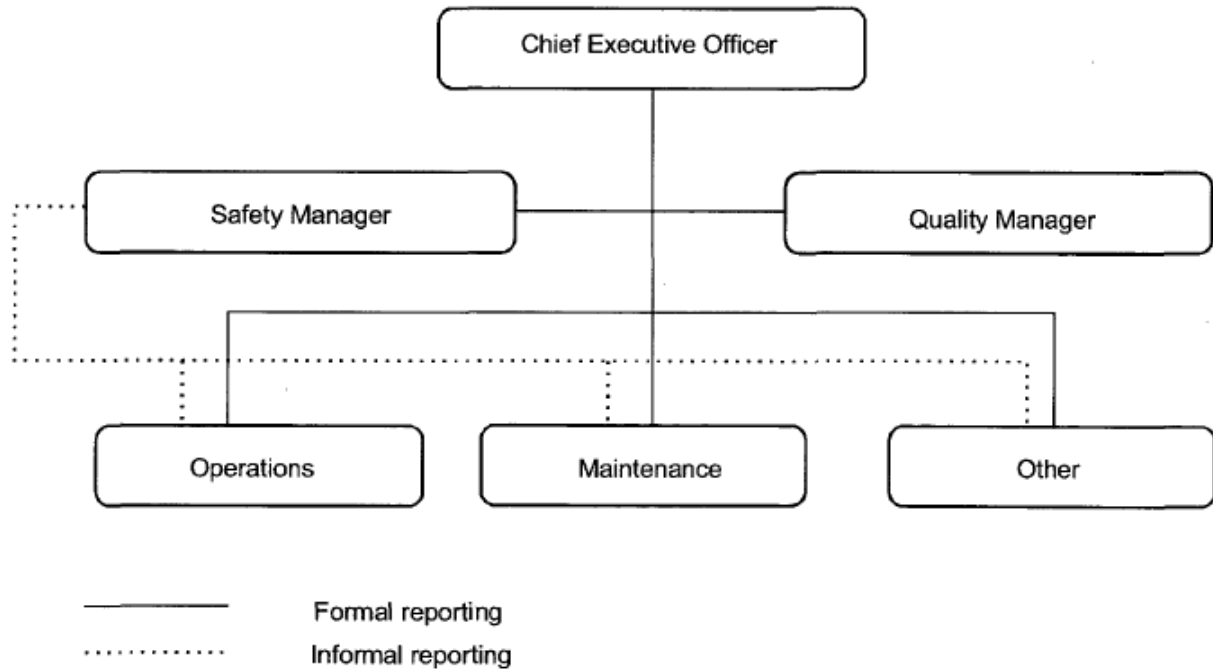 Chief Executive Officer
Safety Manager
Quality Manager
Operations
Maintenance
Other
Formal reporting
Informal reporting